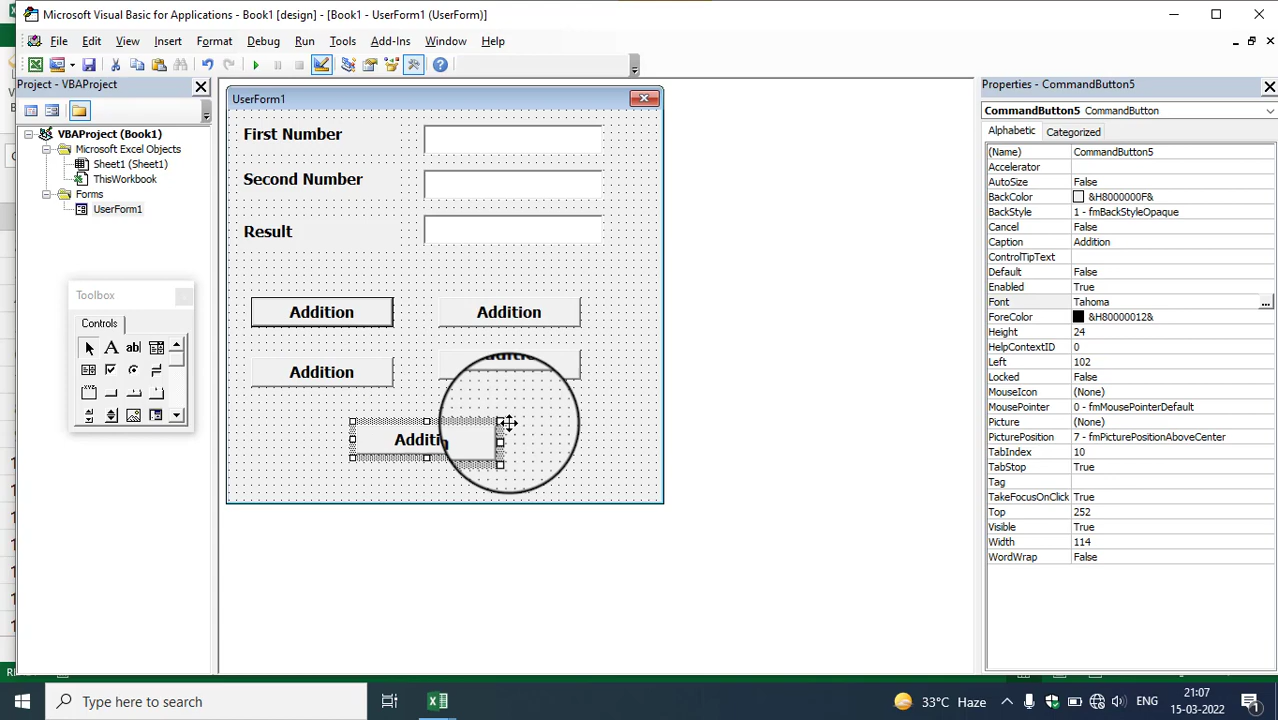 Microsoft Visual Basic for Applications - Book1 [design] - [Book1 - UserForm1 (UserForm)]
File Edit View Insert Format Debug Run Tools Add-Ins Window Help
Project - VBAProject
VBAProject (Book1)
Microsoft Excel Objects
Sheet1 (Sheet1)
ThisWorkbook
Forms
UserForm1
Toolbox
Controls
A ab|
UserForm1
First Number
Second Number
Result
Addition Addition
Addition
Properties - CommandButton5
CommandButton5 CommandButton
Alphabetic Categorized
(Name) CommandButton5
Accelerator
AutoSize False
BackColor &H8000000F&
BackStyle 1 - fmBackStyleOpaque
Cancel False
Caption Addition
ControlTipText
Default False
Enabled True
Font Tahoma ...
ForeColor &H80000012&
Height 24
HelpContextID 0
Left 102
Locked False
MouseIcon (None)
MousePointer 0 - fmMousePointerDefault
Picture (None)
PicturePosition 7 - fmPicturePositionAboveCenter
TabIndex 10
TabStop True
Tag
TakeFocusOnClick True
Top 252
Visible True
Width 114
WordWrap False
Type here to search
33°C Haze
ENG
21:07
15-03-2022
1